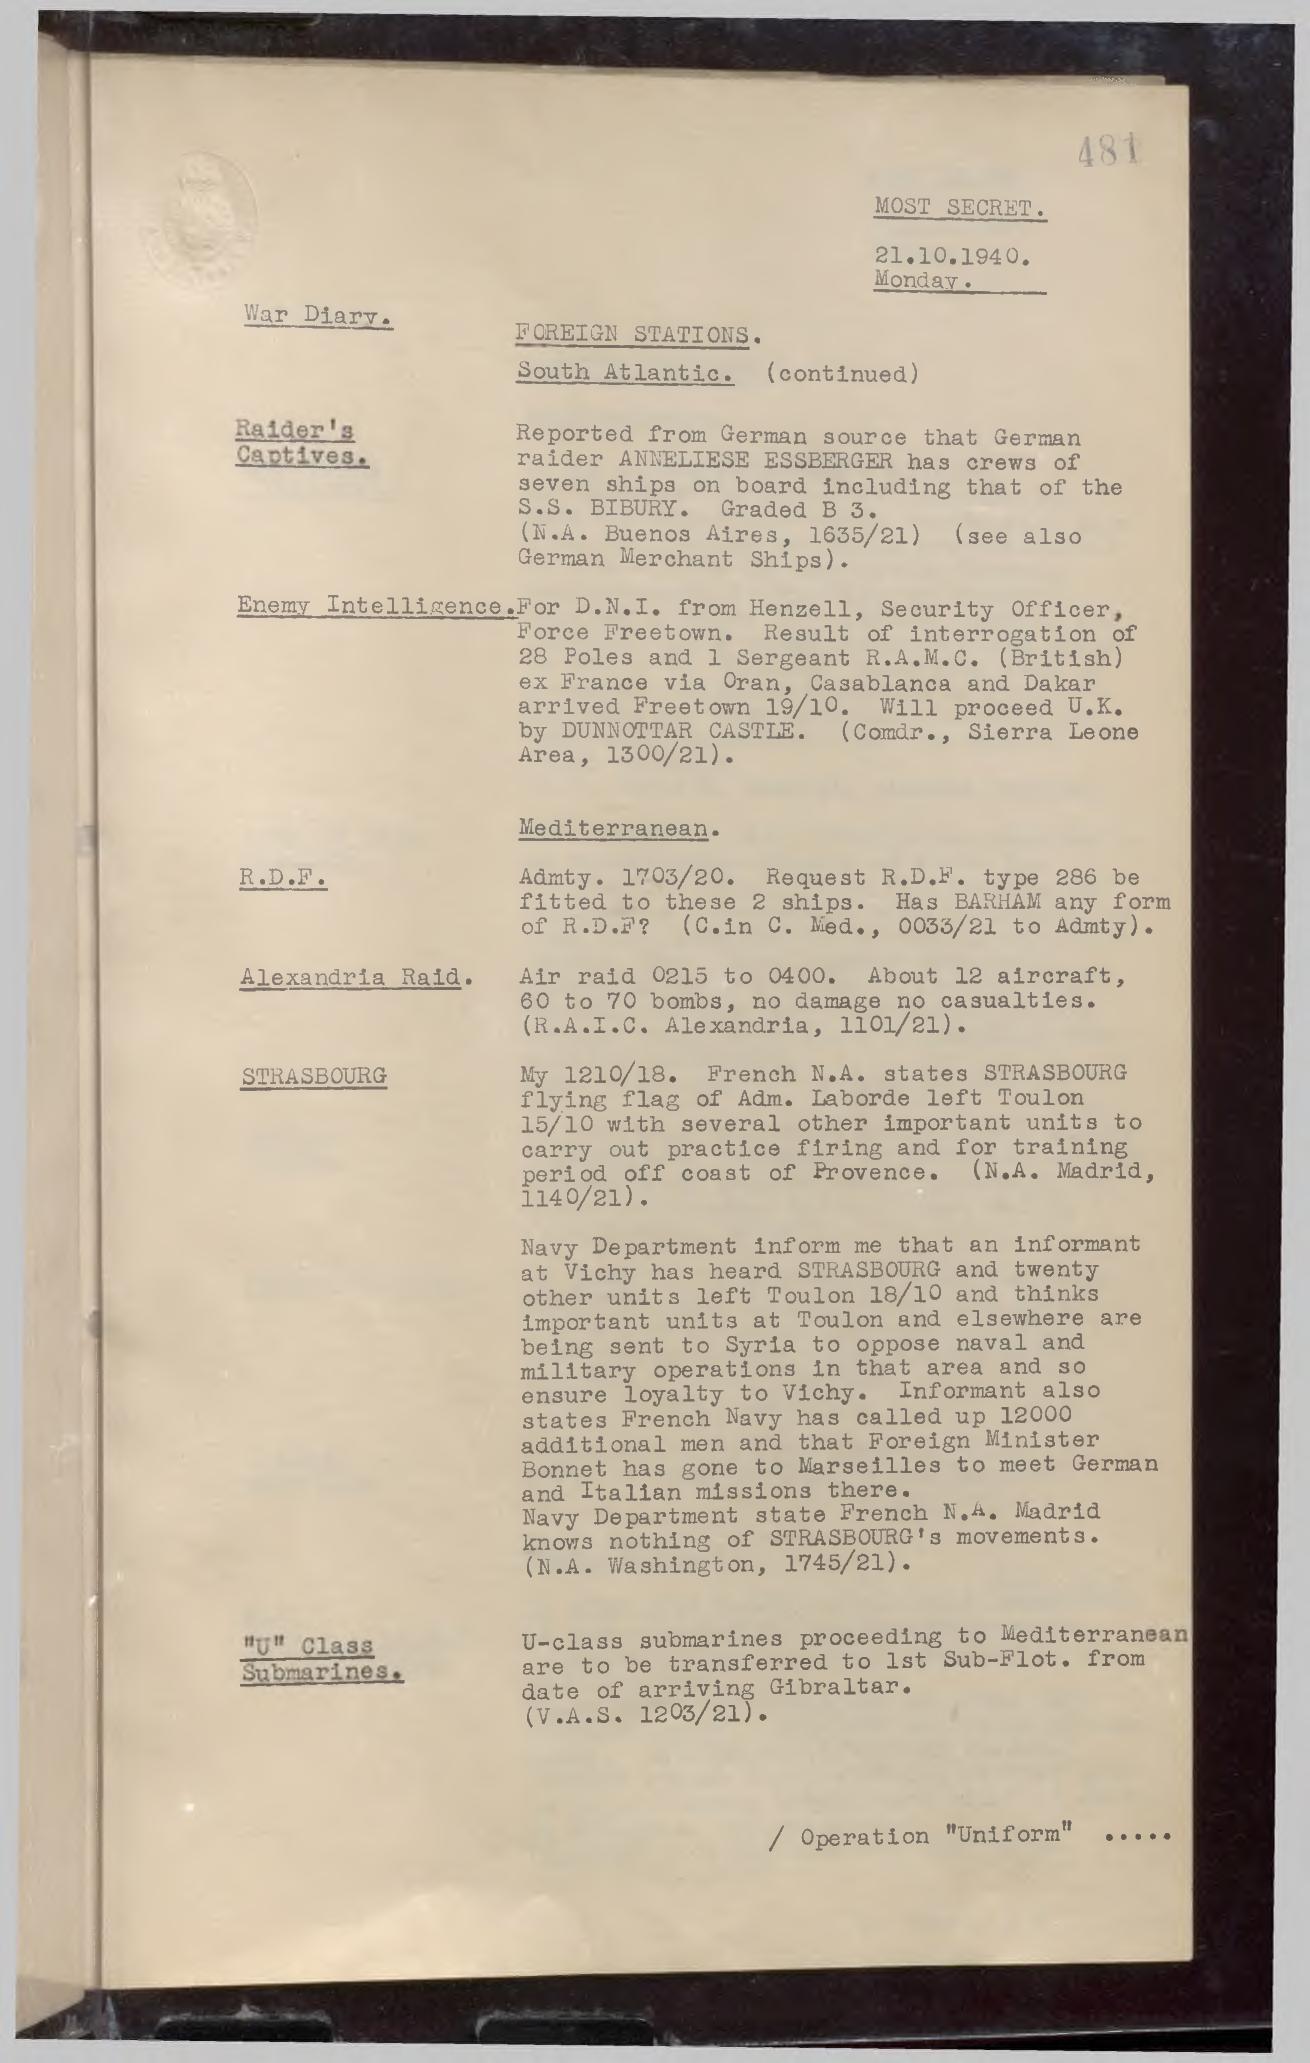 481
MOST SECRET.
21.10.1940.
Monday.
War Diary.
FOREIGN STATIONS.
South Atlantic. (continued)
Raider's
Captives.
Reported from German source that German
raider ANNELIESE ESSBERGER has crews of
seven ships on board including that of the
S.S. BIBURY. Graded B 3.
(N.A. Buenos Aires, 1635/21) (see also
German Merchant Ships).
Enemy Intelligence. For D.N.I. from Henzell, Security Officer,
Force Freetown. Result of interrogation of
28 Poles and 1 Sergeant R.A.M.C. (British)
ex France via Oran, Casablanca and Dakar
arrived Freetown 19/10. Will proceed U.K.
by DUNNOTTAR CASTLE. (Comdr., Sierra Leone
Area, 1300/21).
Mediterranean.
R.D.F. Admty. 1703/20. Request R.D.F. type 286 be
fitted to these 2 ships. Has BARHAM any form
of R.D.F? (C.in C. Med., 0033/21 to Admty).
Alexandria Raid. Air raid 0215 to 0400. About 12 aircraft,
60 to 70 bombs, no damage no casualties.
(R.A.I.C. Alexandria, 1101/21).
STRASBOURG My 1210/18. French N.A. states STRASBOURG
flying flag of Adm. Laborde left Toulon
15/10 with several other important units to
carry out practice firing and for training
period off coast of Provence. (N.A. Madrid,
1140/21).
Navy Department inform me that an informant
at Vichy has heard STRASBOURG and twenty
other units left Toulon 18/10 and thinks
important units at Toulon and elsewhere are
being sent to Syria to oppose naval and
military operations in that area and so
ensure loyalty to Vichy. Informant also
states French Navy has called up 12000
additional men and that Foreign Minister
Bonnet has gone to Marseilles to meet German
and Italian missions there.
Navy Department state French N.A. Madrid
knows nothing of STRASBOURG's movements.
(N.A. Washington, 1745/21).
"U" Class
Submarines.
U-class submarines proceeding to Mediterranean
are to be transferred to 1st Sub-Flot. from
date of arriving Gibraltar.
(V.A.S. 1203/21).
/ Operation "Uniform" .....